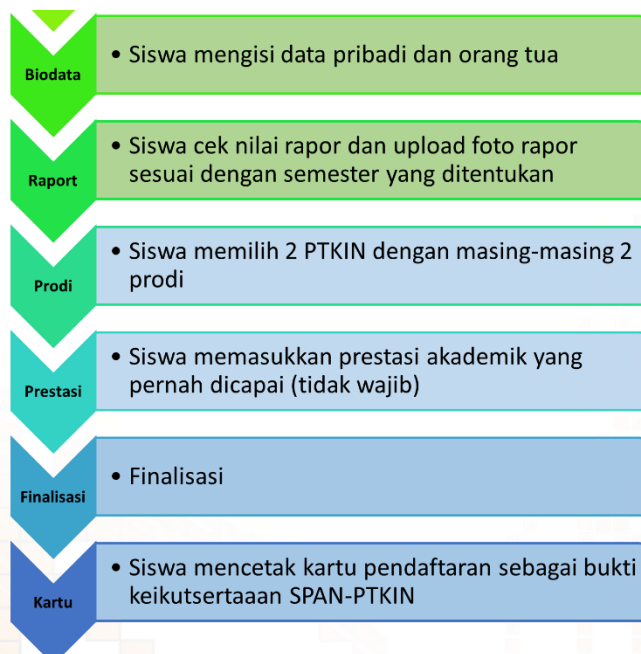 Biodata
• Siswa mengisi data pribadi dan orang tua
Raport
• Siswa cek nilai rapor dan upload foto rapor
sesuai dengan semester yang ditentukan
Prodi
• Siswa memilih 2 PTKIN dengan masing-masing 2
prodi
Prestasi
• Siswa memasukkan prestasi akademik yang
pernah dicapai (tidak wajib)
Finalisasi
• Finalisasi
Kartu
• Siswa mencetak kartu pendaftaran sebagai bukti
keikutsertaaan SPAN-PTKIN